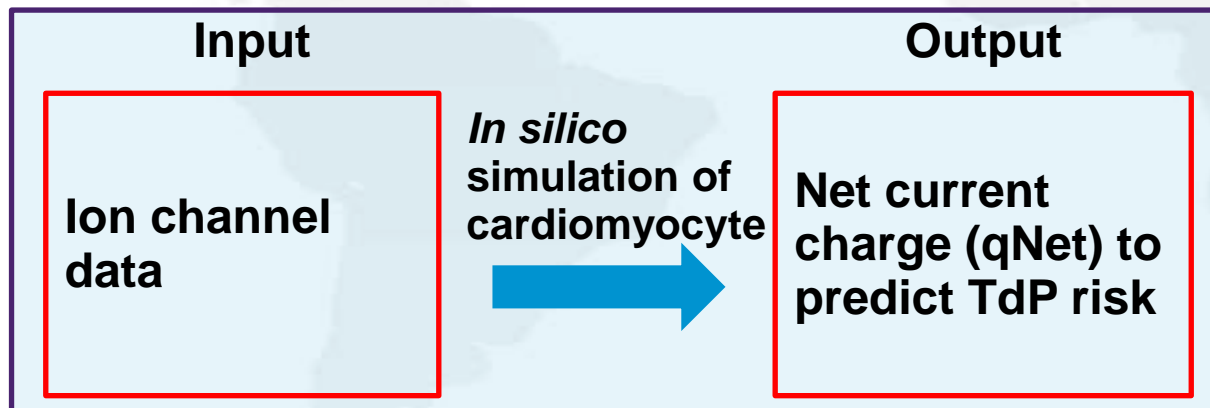 Input
Output
Ion channel
data
In silico
simulation of
cardiomyocyte
Net current
charge (qNet) to
predict TdP risk